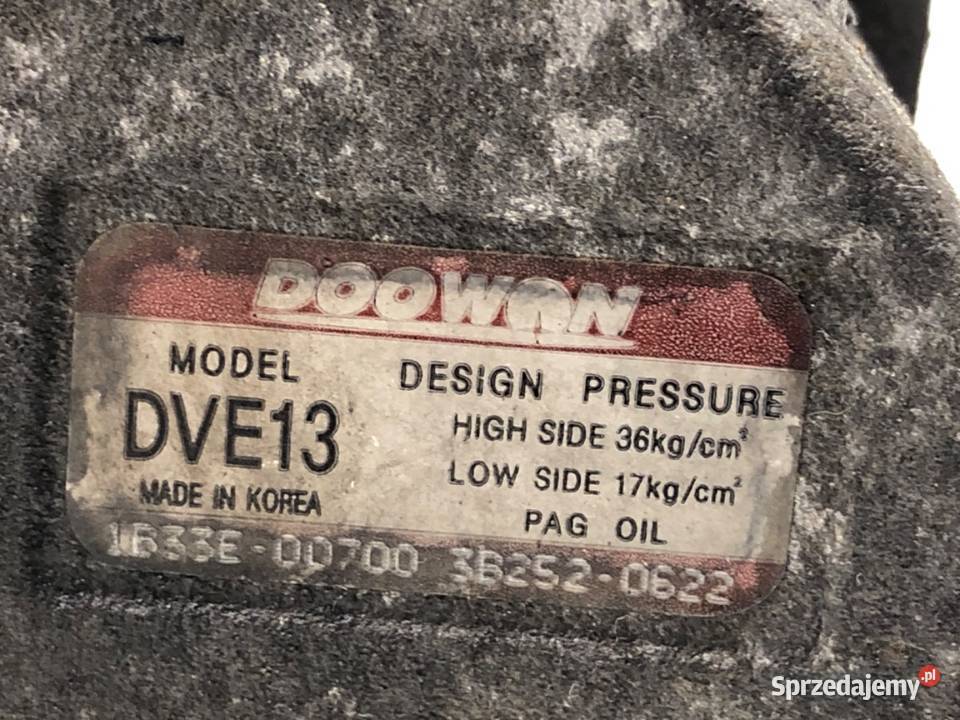 DOOWON
MODEL
DVE13
MADE IN KOREA
DESIGN PRESSURE
HIGH SIDE 36kg/cm²
LOW SIDE 17kg/cm²
PAG OIL
1B33E-00700 3B252-0622
Sprzedajemy.pl